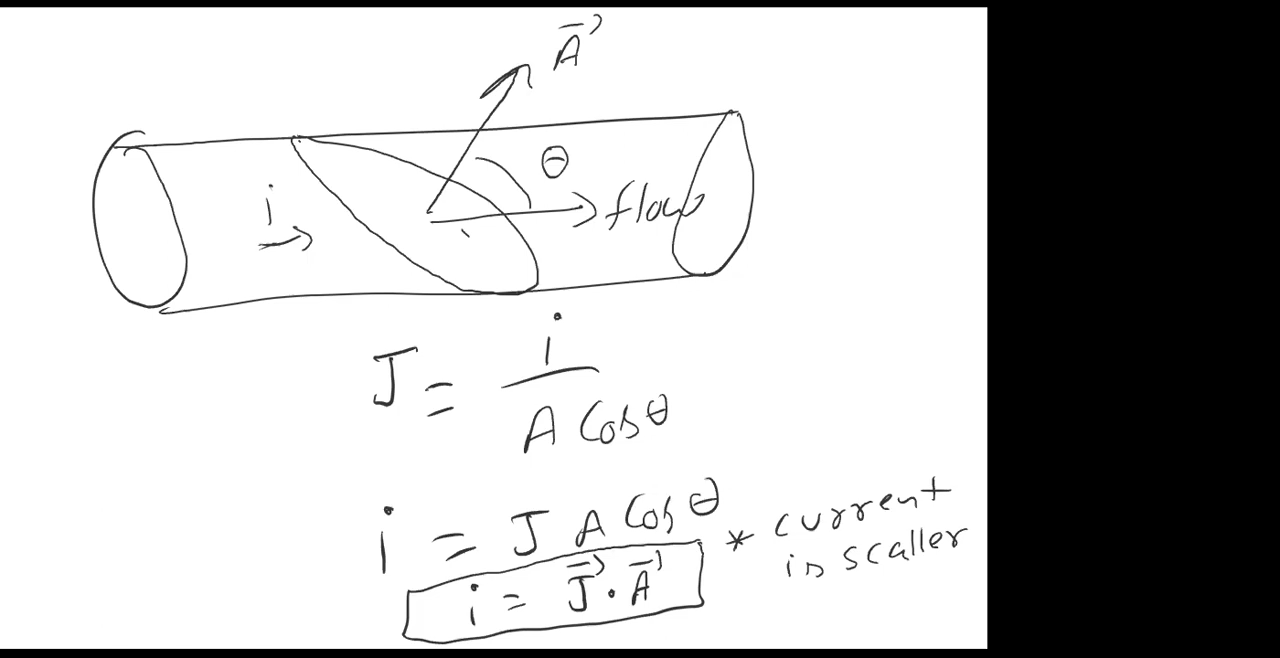 A⃗
θ
i
flow
J = i / A Cosθ
i = J A Cosθ
i = J⃗ · A⃗
* current
is scaller